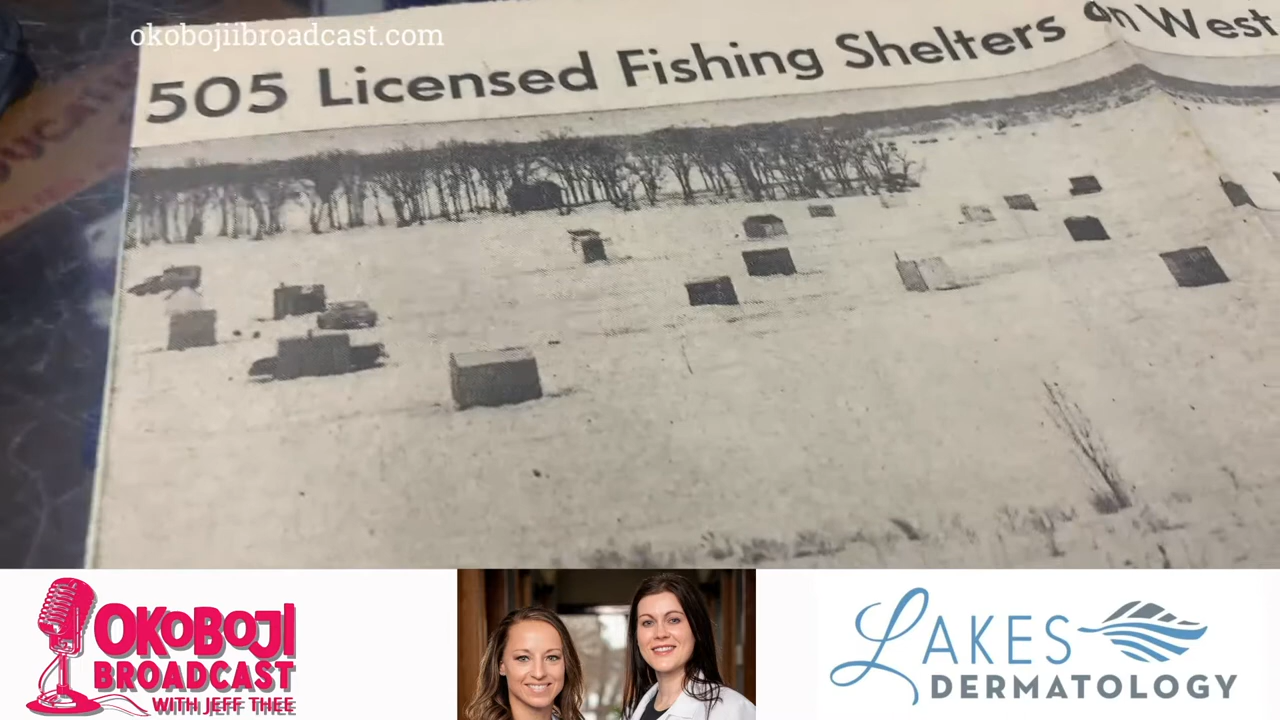 okobojiibroadcast.com
505 Licensed Fishing Shelters On West
OKOBOJI
BROADCAST
WITH JEFF THEE
LAKES
DERMATOLOGY